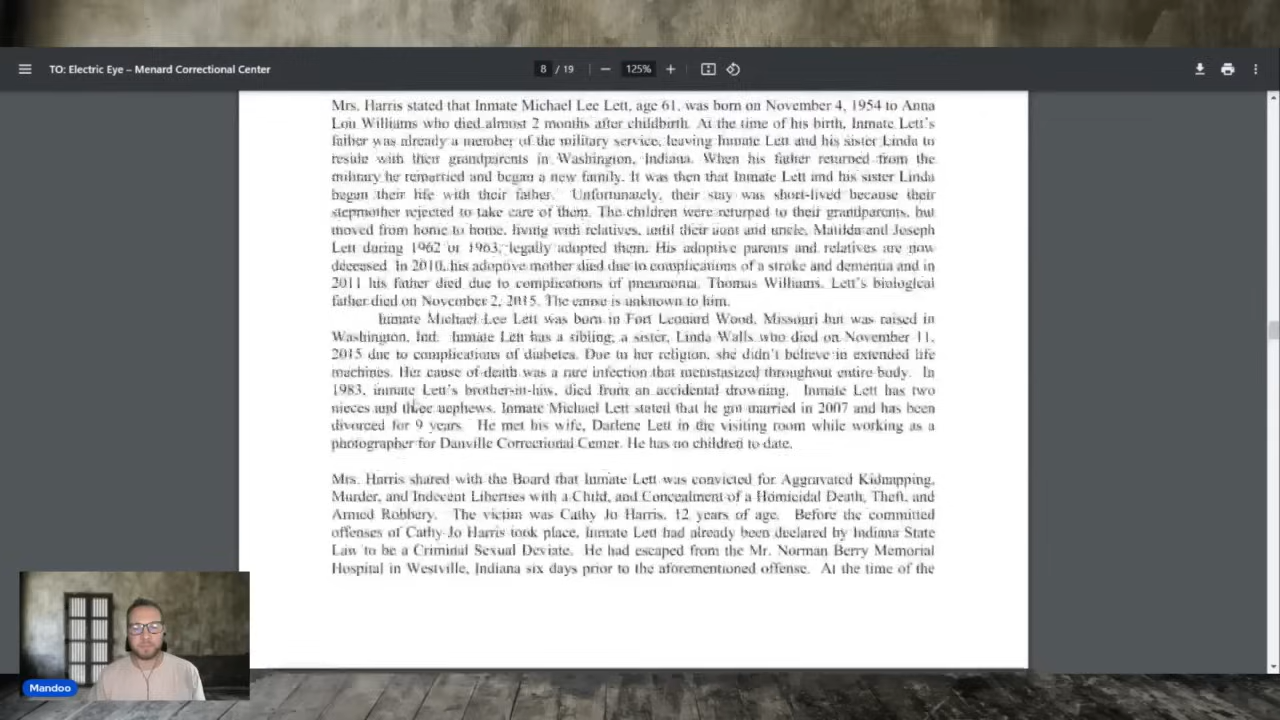 TO: Electric Eye – Menard Correctional Center
8 / 19
125%
Mrs. Harris stated that Inmate Michael Lee Lett, age 61, was born on November 4, 1954 to Anna
Lou Williams who died almost 2 months after childbirth. At the time of his birth, Inmate Lett's
father was already a member of the military service, leaving Inmate Lett and his sister Linda to
reside with their grandparents in Washington, Indiana. When his father returned from the
military he remarried and began a new family. It was then that Inmate Lett and his sister Linda
began their life with their father. Unfortunately, their stay was short-lived because their
stepmother rejected to take care of them. The children were returned to their grandparents, but
moved from home to home, living with relatives, until their aunt and uncle, Matilda and Joseph
Lett during 1962 or 1963, legally adopted them. His adoptive parents and relatives are now
deceased. In 2010, his adoptive mother died due to complications of a stroke and dementia and in
2011 his father died due to complications of pneumonia. Thomas Williams, Lett's biological
father died on November 2, 2015. The cause is unknown to him.
Inmate Michael Lee Lett was born in Fort Leonard Wood, Missouri but was raised in
Washington, Ind. Inmate Lett has a sibling, a sister, Linda Walls who died on November 11,
2015 due to complications of diabetes. Due to her religion, she didn't believe in extended life
machines. Her cause of death was a rare infection that metastasized throughout entire body. In
1983, inmate Lett's brother-in-law, died from an accidental drowning. Inmate Lett has two
nieces and three nephews. Inmate Michael Lett stated that he got married in 2007 and has been
divorced for 9 years. He met his wife, Darlene Lett in the visiting room while working as a
photographer for Danville Correctional Center. He has no children to date.
Mrs. Harris shared with the Board that Inmate Lett was convicted for Aggravated Kidnapping,
Murder, and Indecent Liberties with a Child, and Concealment of a Homicidal Death, Theft, and
Armed Robbery. The victim was Cathy Jo Harris, 12 years of age. Before the committed
offenses of Cathy Jo Harris took place, Inmate Lett had already been declared by Indiana State
Law to be a Criminal Sexual Deviate. He had escaped from the Mr. Norman Berry Memorial
Hospital in Westville, Indiana six days prior to the aforementioned offense. At the time of the
Mandoo